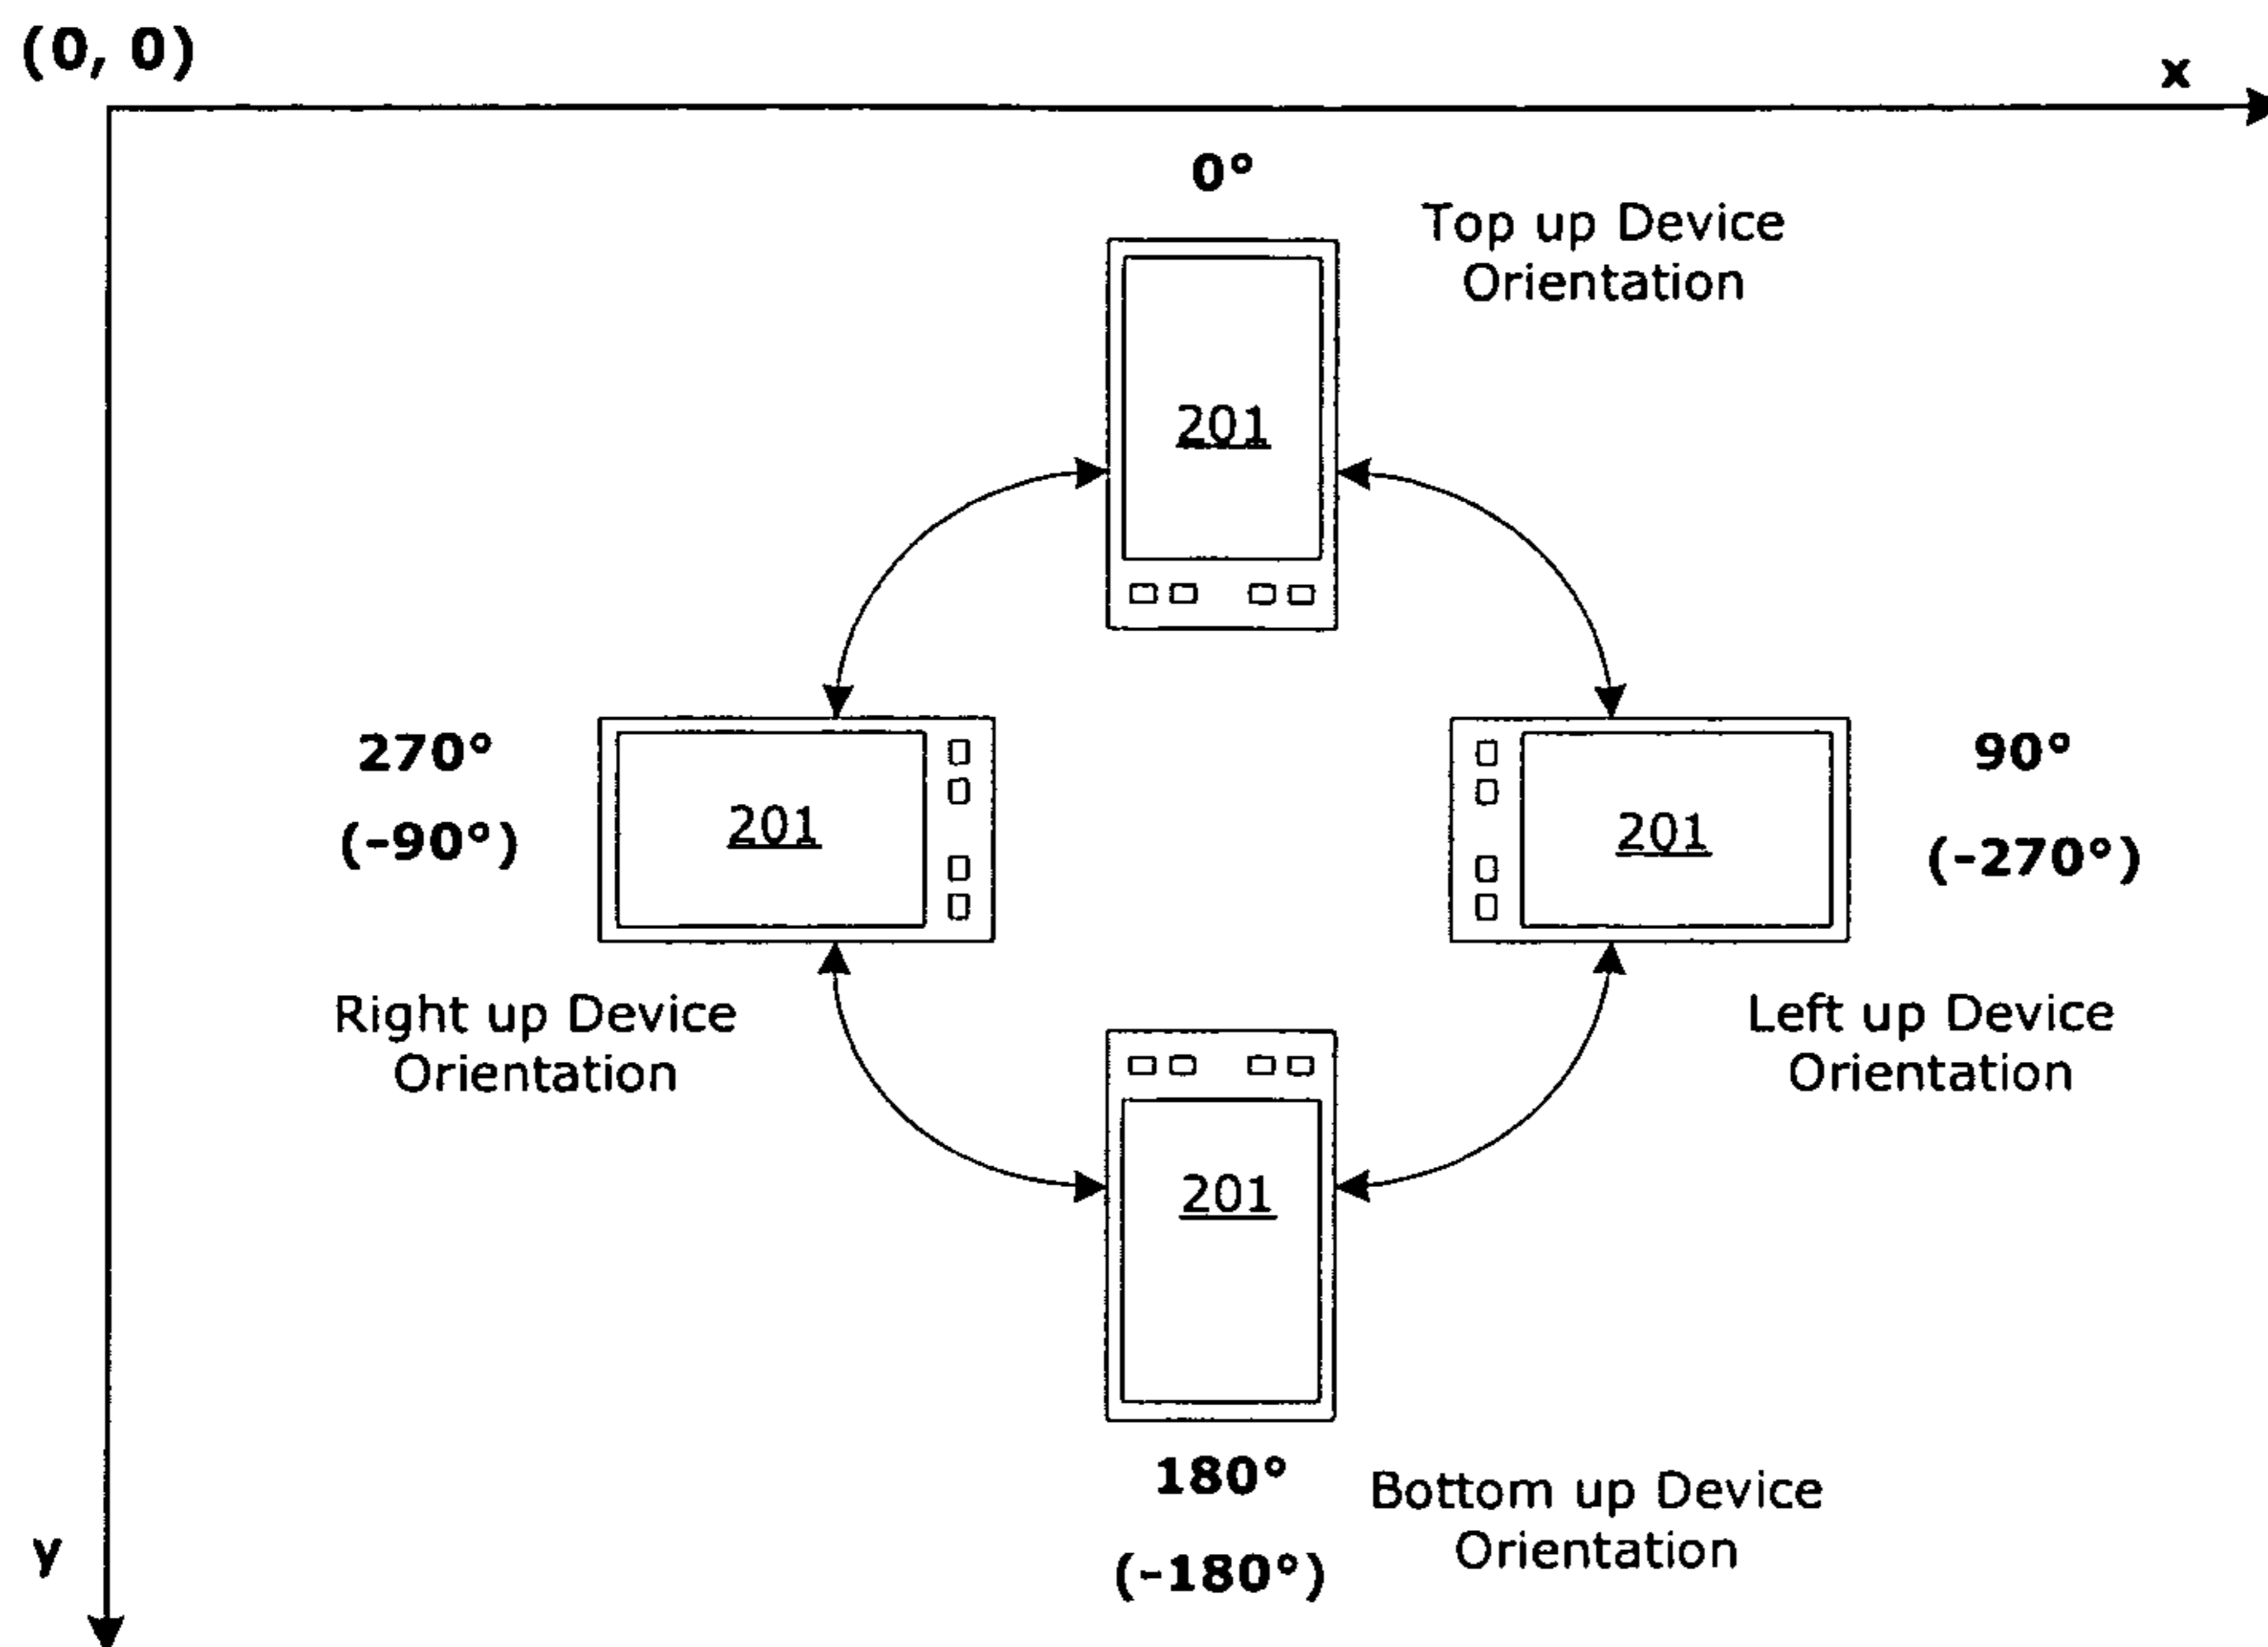 (0, 0)
x
0°
Top up Device
Orientation
201
270°
(-90°)
201
201
90°
(-270°)
Right up Device
Orientation
Left up Device
Orientation
201
180°
(-180°)
Bottom up Device
Orientation
y